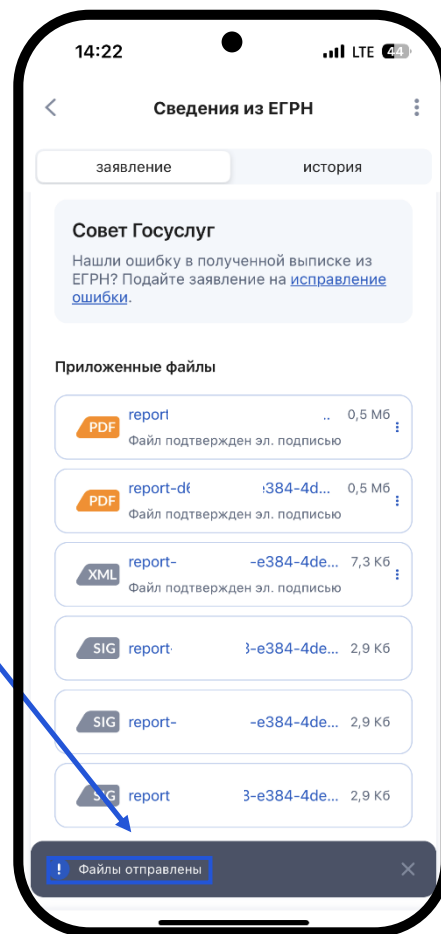 14:22 LTE 44
Сведения из ЕГРН
заявление история
Совет Госуслуг
Нашли ошибку в полученной выписке из
ЕГРН? Подайте заявление на исправление
ошибки.
Приложенные файлы
PDF report .. 0,5 Мб
Файл подтвержден эл. подписью
PDF report-d :384-4d... 0,5 Мб
Файл подтвержден эл. подписью
XML report- -e384-4de... 7,3 Кб
Файл подтвержден эл. подписью
SIG report- -e384-4de... 2,9 Кб
SIG report- -e384-4de... 2,9 Кб
SIG report -e384-4de... 2,9 Кб
! Файлы отправлены